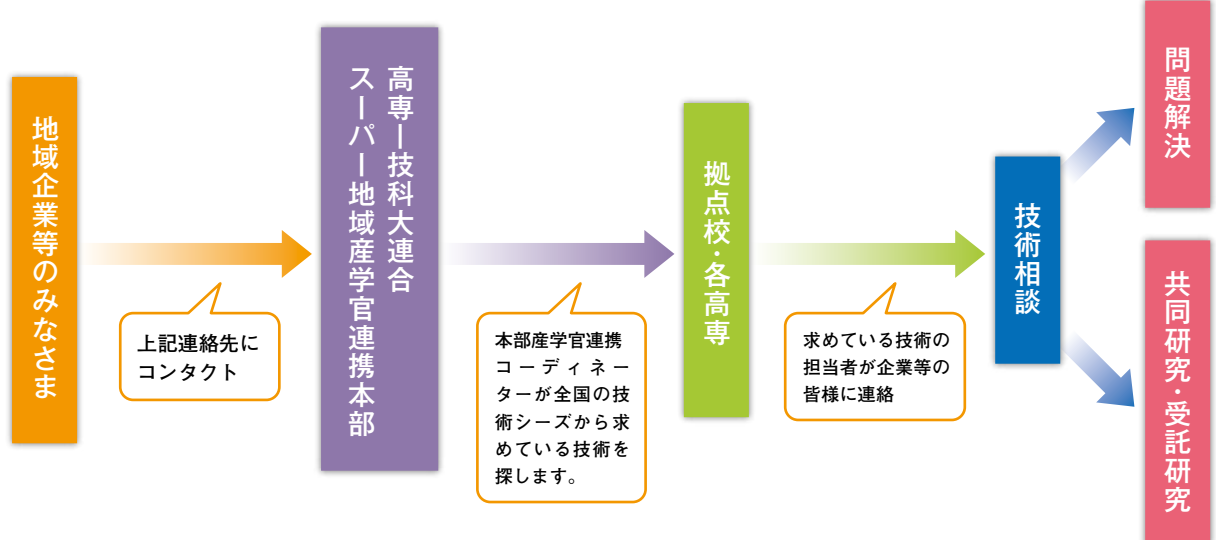 地域企業等のみなさま
上記連絡先に
コンタクト
高専ー技科大連合
スーパー地域産学官連携本部
本部産学官連携
コーディネー
ターが全国の技
術シーズから求
めている技術を
探します。
拠点校・各高専
求めている技術の
担当者が企業等の
皆様に連絡
技術相談
問題解決
共同研究・受託研究